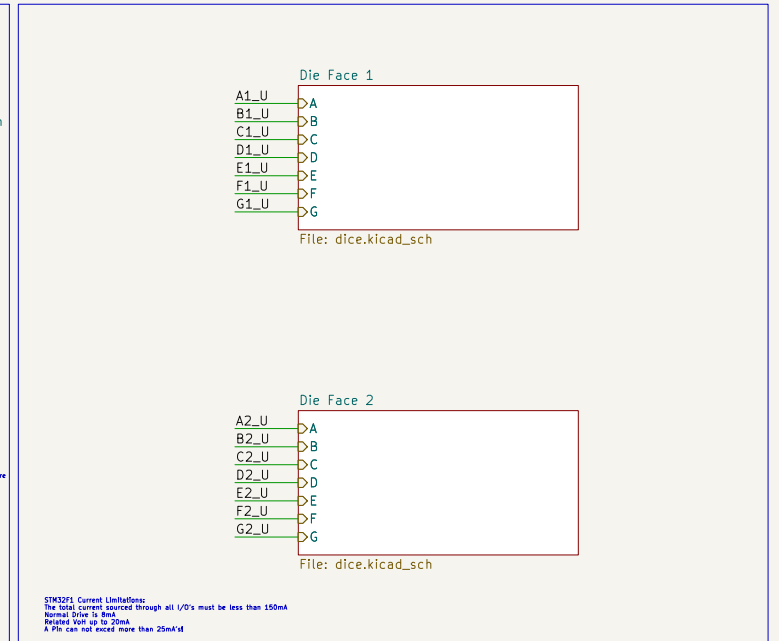 Die Face 1
A1_U
A
B1_U
B
C1_U
C
D1_U
D
E1_U
E
F1_U
F
G1_U
G
File: dice.kicad_sch
Die Face 2
A2_U
A
B2_U
B
C2_U
C
D2_U
D
E2_U
E
F2_U
F
G2_U
G
File: dice.kicad_sch
STM32F1 Current Limitations:
The total current sourced through all I/O's must be less than 150mA
Normal Drive is 8mA
Related VoH up to 20mA
A Pin can not exced more than 25mA's!